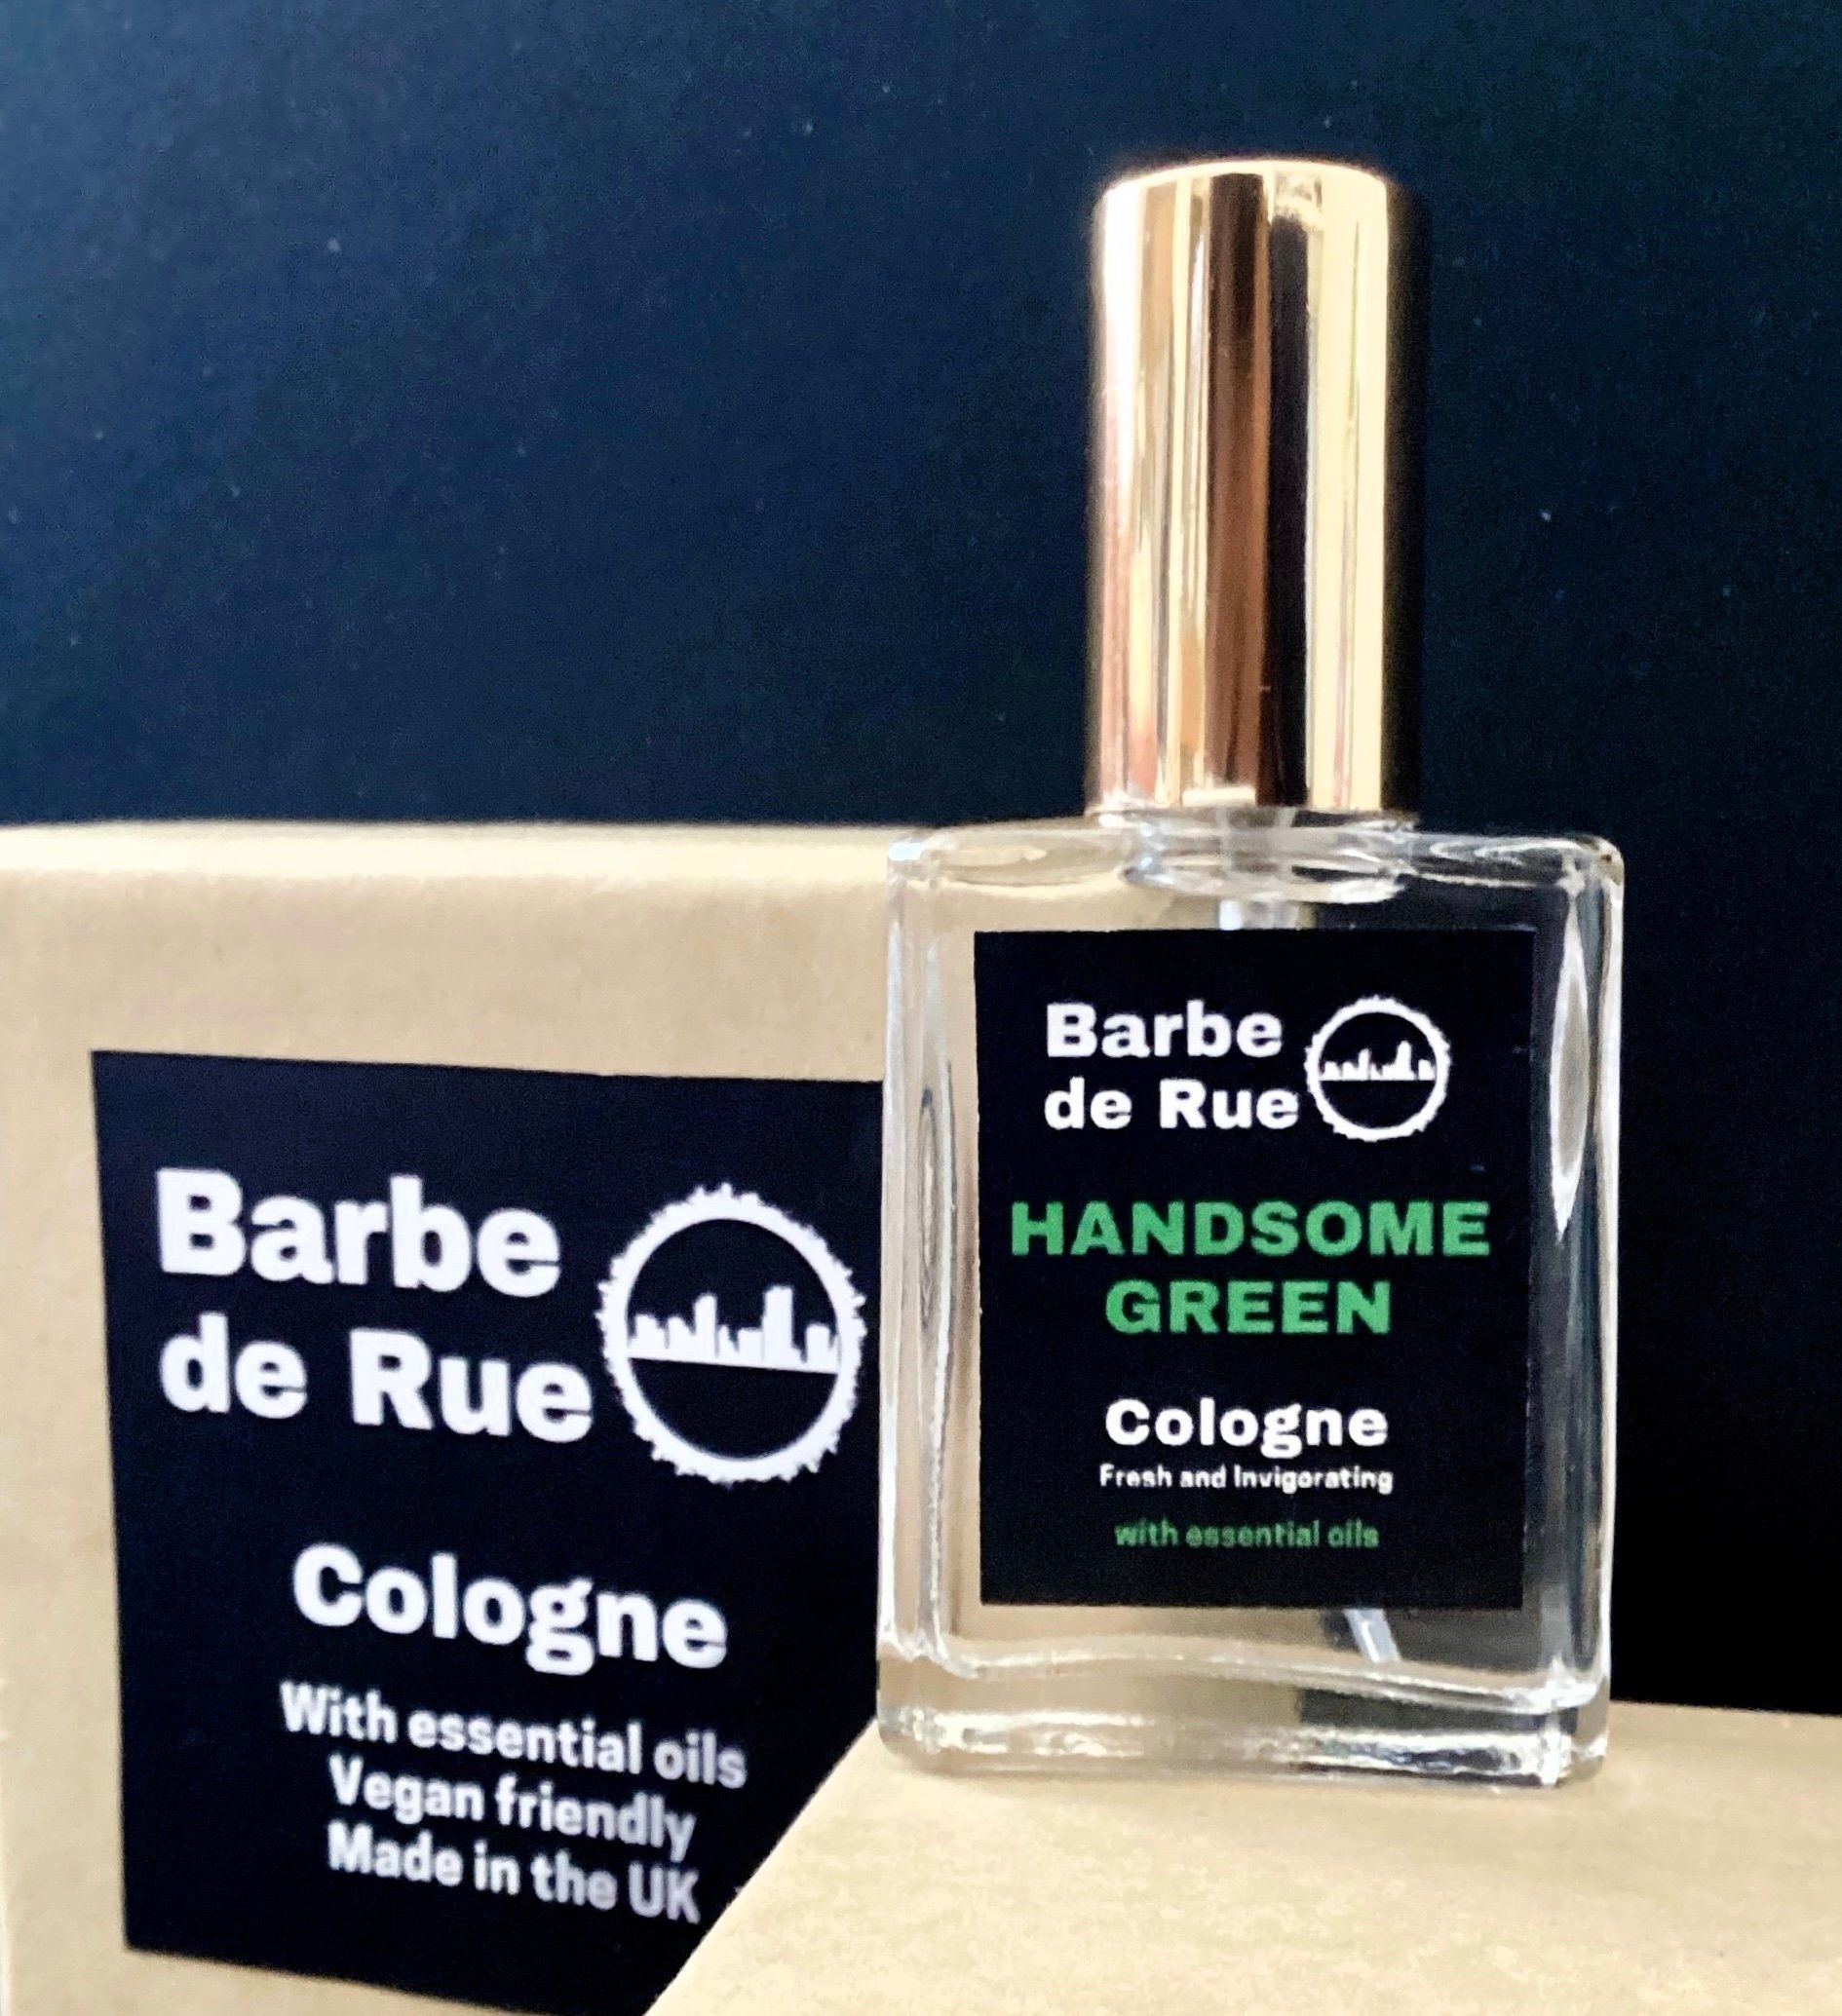 Barbe
de Rue
Cologne
With essential oils
Vegan friendly
Made in the UK
Barbe
de Rue
HANDSOME
GREEN
Cologne
Fresh and Invigorating
with essential oils